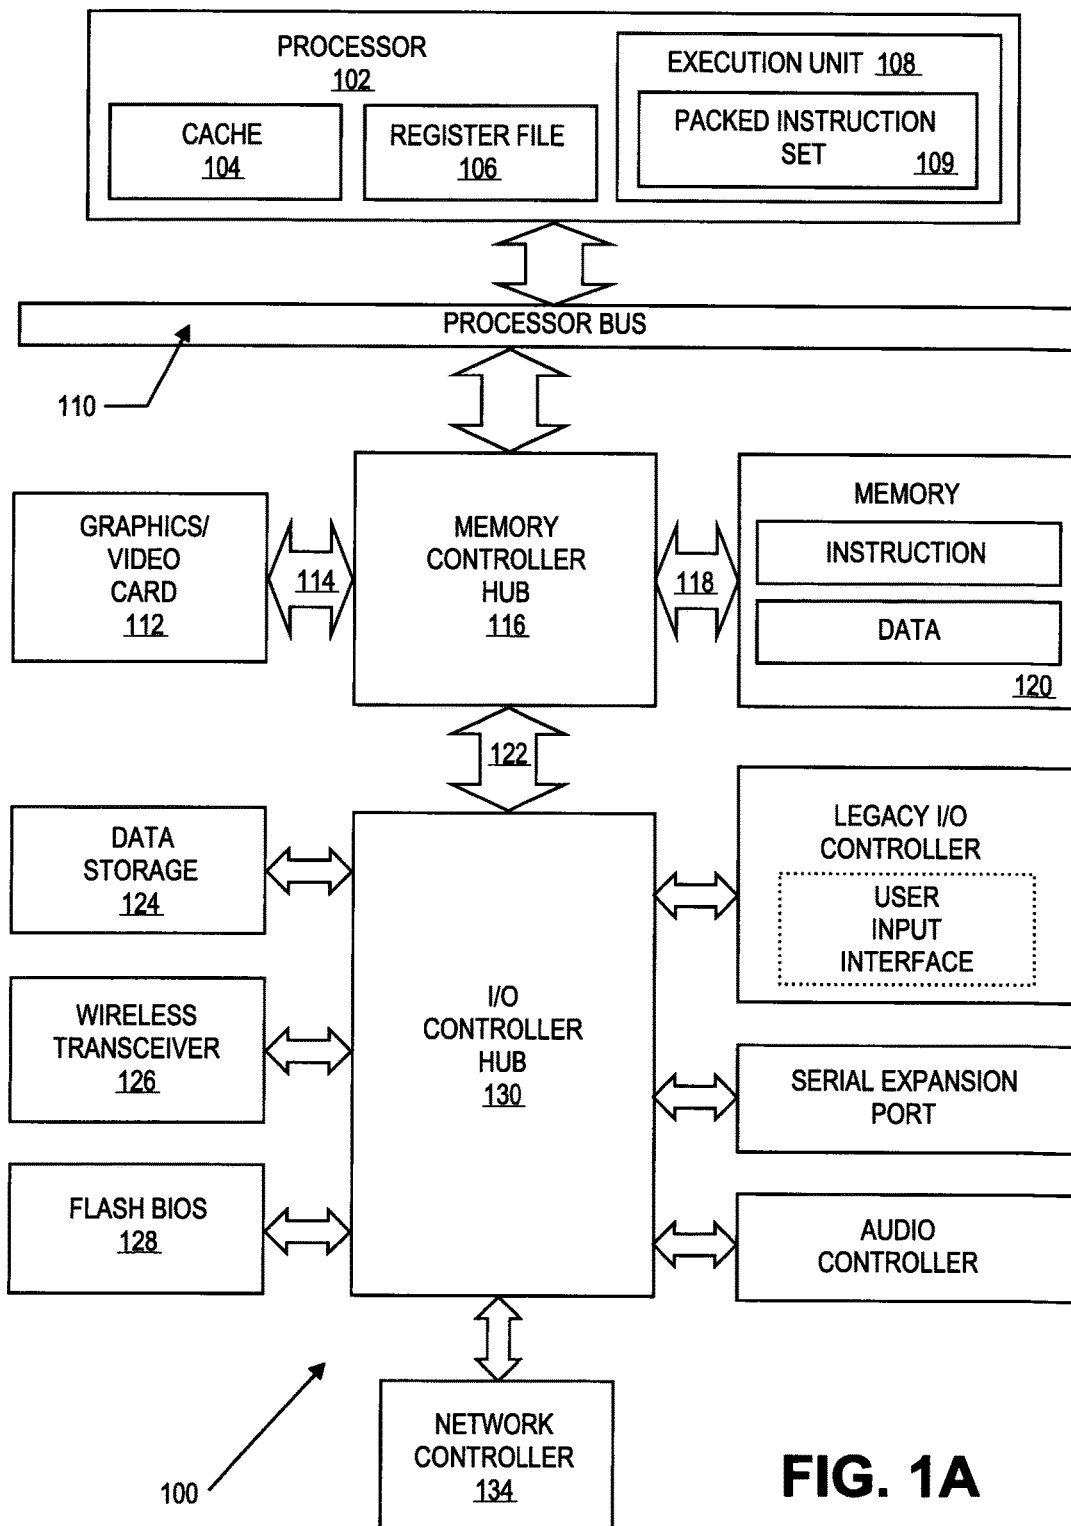 PROCESSOR
102
CACHE
104
REGISTER FILE
106
EXECUTION UNIT 108
PACKED INSTRUCTION
SET
109
PROCESSOR BUS
110
GRAPHICS/
VIDEO
CARD
112
114
MEMORY
CONTROLLER
HUB
116
118
MEMORY
INSTRUCTION
DATA
120
122
DATA
STORAGE
124
WIRELESS
TRANSCEIVER
126
FLASH BIOS
128
I/O
CONTROLLER
HUB
130
LEGACY I/O
CONTROLLER
USER
INPUT
INTERFACE
SERIAL EXPANSION
PORT
AUDIO
CONTROLLER
NETWORK
CONTROLLER
134
100
FIG. 1A